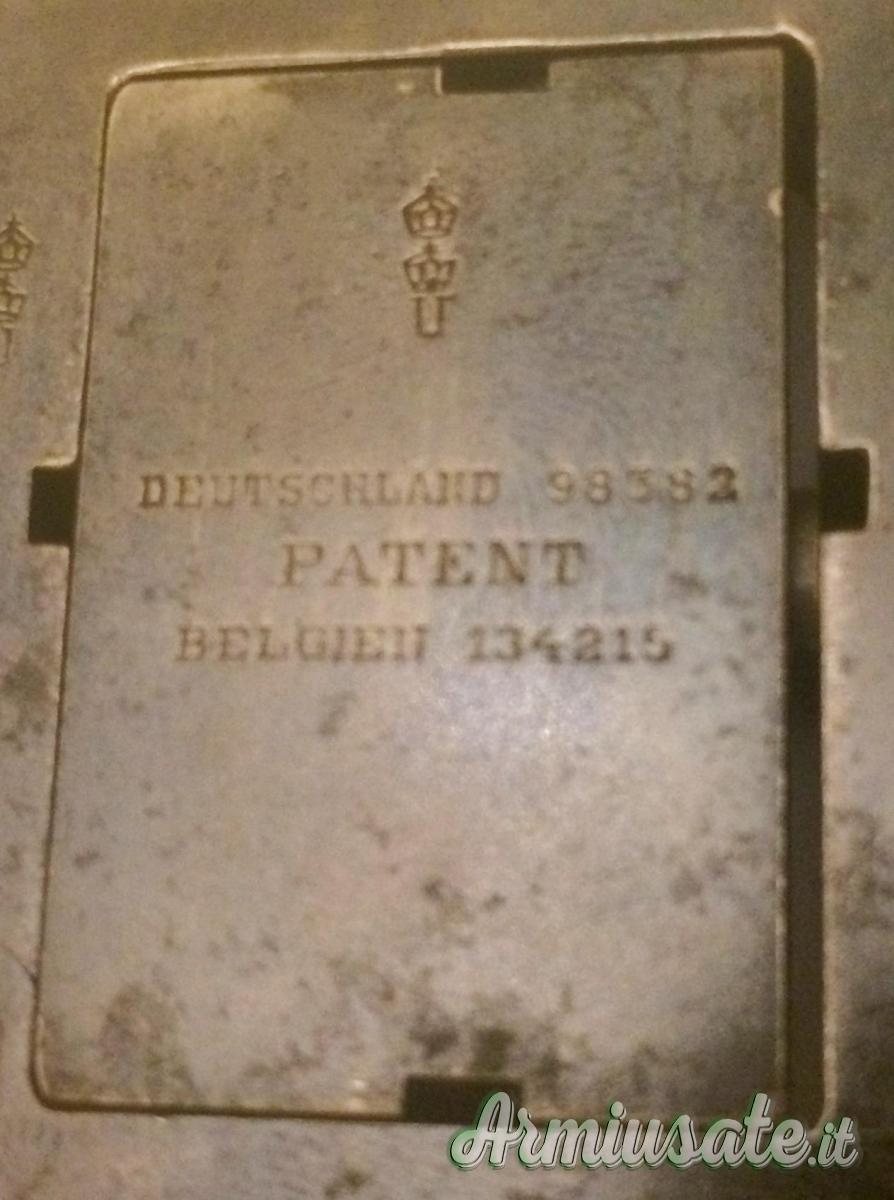 U
DEUTSCHLAND 98382
PATENT
BELGIEN 134215
Armiusate.it